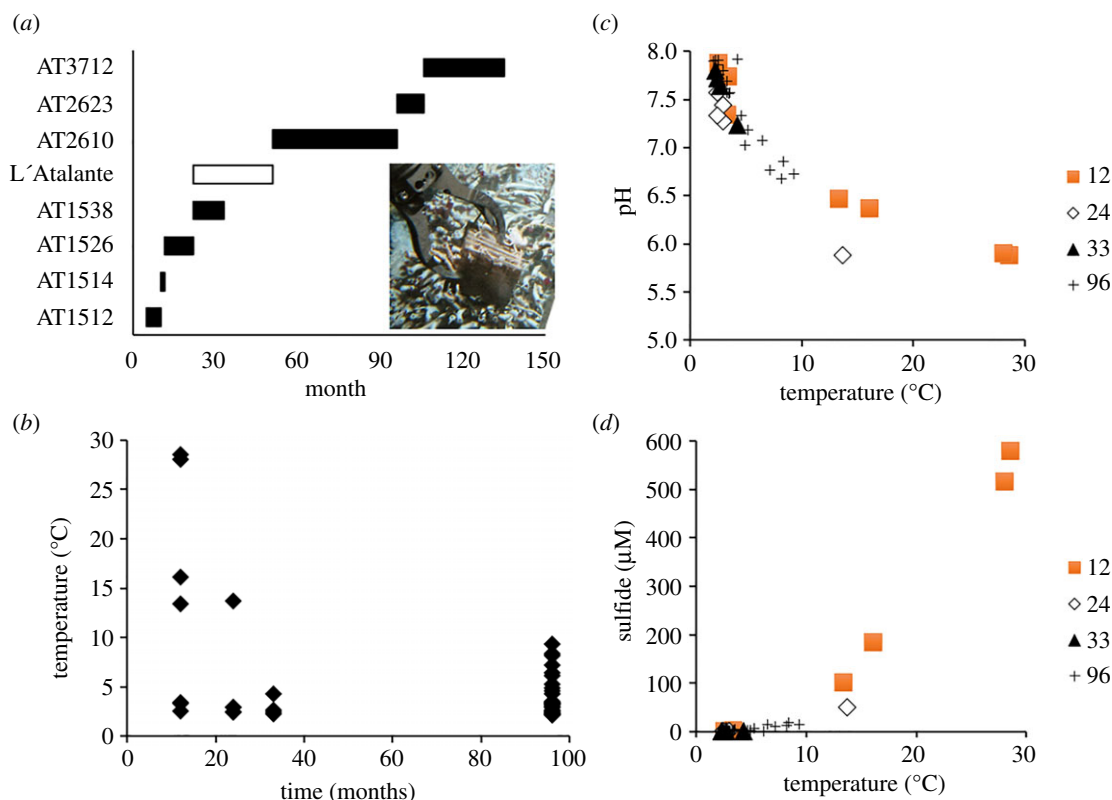 (a)
AT3712
AT2623
AT2610
L´Atalante
AT1538
AT1526
AT1514
AT1512
0 30 60 90 120 150
month
(b)
30
25
20
15
10
5
0
temperature (°C)
0 20 40 60 80 100
time (months)
(c)
8.0
7.5
7.0
6.5
6.0
5.5
5.0
pH
0 10 20 30
temperature (°C)
12
24
33
96
(d)
600
500
400
300
200
100
0
sulfide (µM)
0 10 20 30
temperature (°C)
12
24
33
96